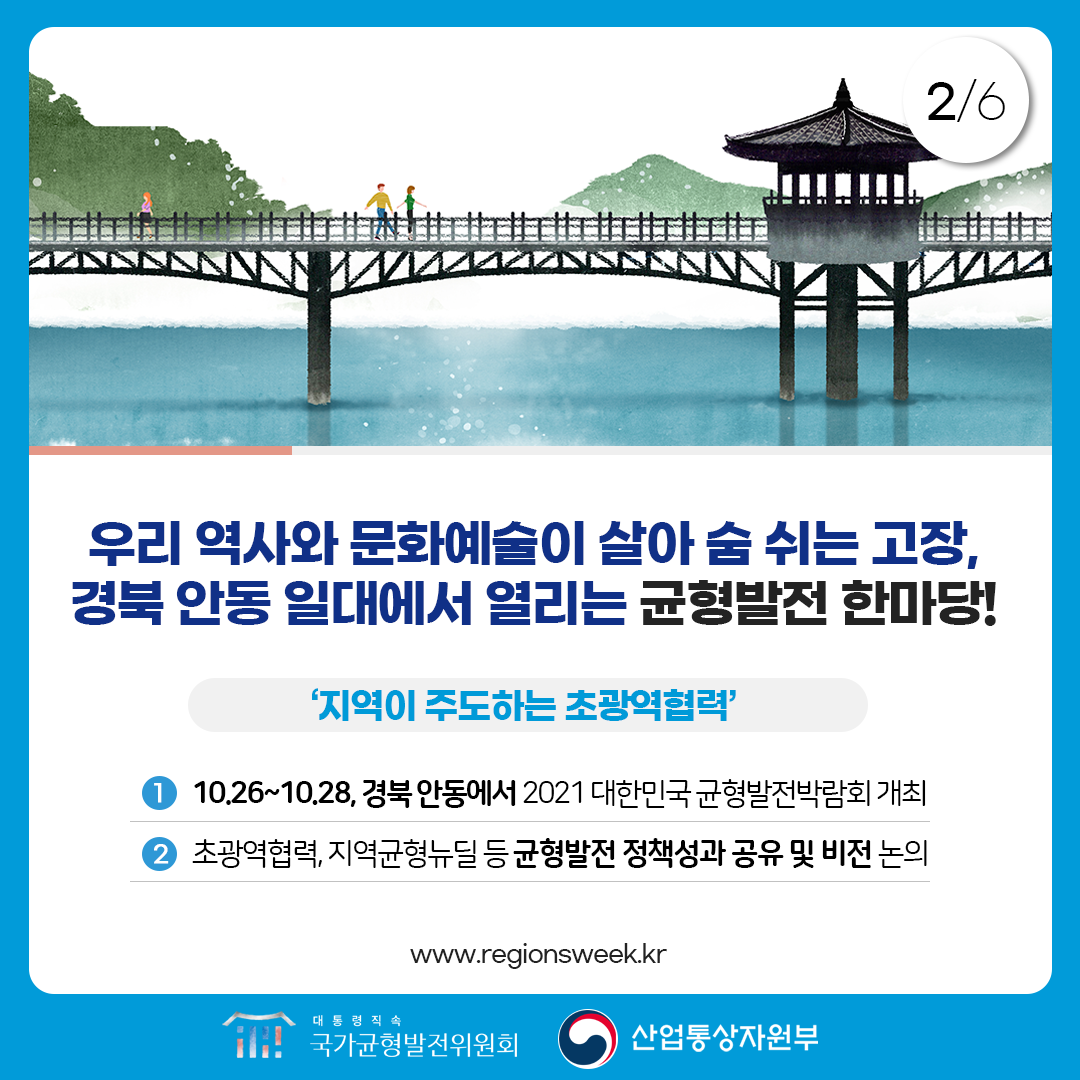 2/6
우리 역사와 문화예술이 살아 숨 쉬는 고장,
경북 안동 일대에서 열리는 균형발전 한마당!
‘지역이 주도하는 초광역협력’
1 10.26~10.28, 경북 안동에서 2021 대한민국 균형발전박람회 개최
2 초광역협력, 지역균형뉴딜 등 균형발전 정책성과 공유 및 비전 논의
www.regionsweek.kr
대통령직속
국가균형발전위원회
산업통상자원부